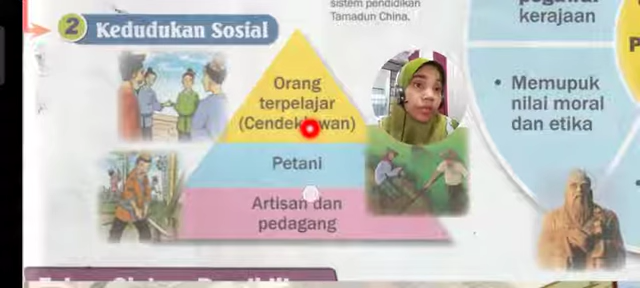 sistem pendidikan
Tamadun China.
kerajaan
2 Kedudukan Sosial
Orang
terpelajar
(Cendekiawan)
Petani
Artisan dan
pedagang
• Memupuk
nilai moral
dan etika
P